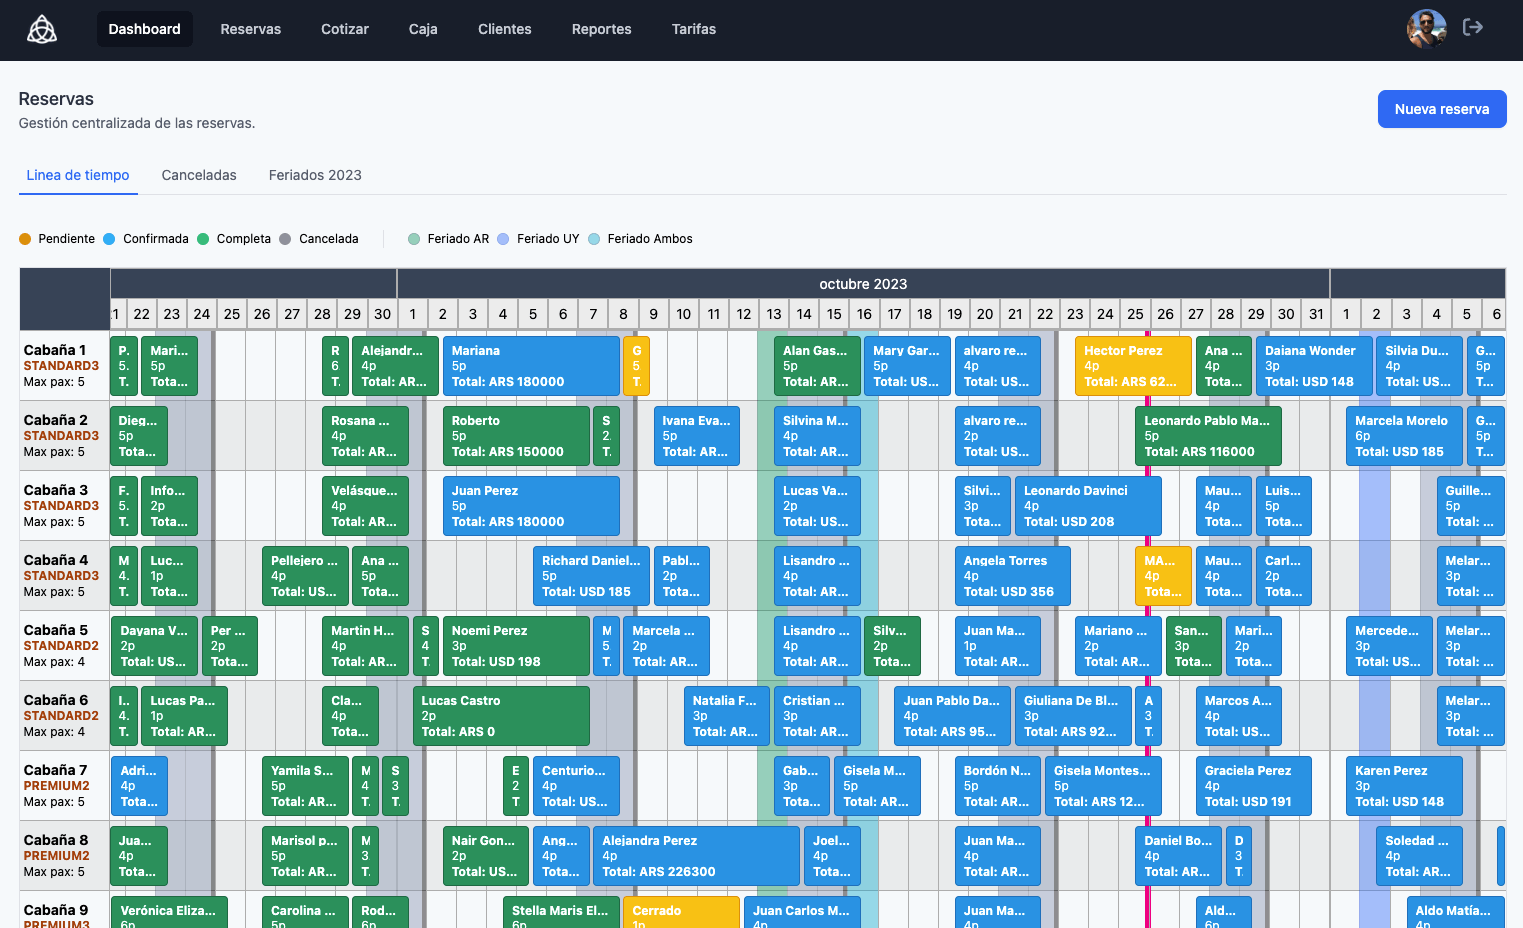 Dashboard Reservas Cotizar Caja Clientes Reportes Tarifas
Reservas
Gestión centralizada de las reservas.
Nueva reserva
Linea de tiempo Canceladas Feriados 2023
Pendiente Confirmada Completa Cancelada Feriado AR Feriado UY Feriado Ambos
octubre 2023
22 23 24 25 26 27 28 29 30 1 2 3 4 5 6 7 8 9 10 11 12 13 14 15 16 17 18 19 20 21 22 23 24 25 26 27 28 29 30 31 1 2 3 4 5 6
Cabaña 1 P. Mari... R Alejandr... Mariana G Alan Gas... Mary Gar... alvaro re... Hector Perez Ana ... Daiana Wonder Silvia Du... G...
STANDARD3 5. 5p 6. 4p 5p 5 5p 5p 4p 4p 4p 3p 4p 5p
Max pax: 5 T. Tota... T. Total: AR... Total: ARS 180000 T. Total: AR... Total: US... Total: US... Total: ARS 62... Tota... Total: USD 148 Total: US... T...
Cabaña 2 Dieg... Rosana ... Roberto S Ivana Eva... Silvina M... alvaro re... Leonardo Pablo Ma... Marcela Morelo G...
STANDARD3 5p 4p 5p 2. 5p 4p 2p 5p 6p 5p
Max pax: 5 Tota... Total: AR... Total: ARS 150000 T. Total: AR... Total: AR... Total: US... Total: ARS 116000 Total: USD 185 T...
Cabaña 3 F. Info... Velásque... Juan Perez Lucas Va... Silvi... Leonardo Davinci Mau... Luis... Guille...
STANDARD3 5. 2p 4p 5p 2p 3p 4p 4p 5p 5p
Max pax: 5 T. Tota... Total: AR... Total: ARS 180000 Total: US... Tota... Total: USD 208 Tota... Tota... Total: ...
Cabaña 4 M Luc... Pellejero ... Ana ... Richard Daniel... Pabl... Lisandro ... Angela Torres MA... Mau... Carl... Melar...
STANDARD3 4. 1p 4p 5p 5p 2p 4p 4p 4p 4p 2p 3p
Max pax: 5 T. Tota... Total: US... Tota... Total: USD 185 Tota... Total: AR... Total: USD 356 Tota... Tota... Tota... Total: ...
Cabaña 5 Dayana V... Per ... Martin H... S Noemi Perez M Marcela ... Lisandro ... Silv... Juan Ma... Mariano ... San... Mari... Mercede... Melar...
STANDARD2 2p 2p 4p 4 3p 5. 2p 4p 2p 1p 2p 3p 2p 3p 3p
Max pax: 4 Total: US... Tota... Total: AR... T. Total: USD 198 T. Total: AR... Total: AR... Tota... Total: AR... Total: AR... Tota... Tota... Total: US... Total: ...
Cabaña 6 I.. Lucas Pa... Cla... Lucas Castro Natalia F... Cristian ... Juan Pablo Da... Giuliana De Bl... A Marcos A... Melar...
STANDARD2 4. 1p 4p 2p 3p 3p 4p 3p 3 4p 3p
Max pax: 4 T. Total: AR... Tota... Total: ARS 0 Total: AR... Total: AR... Total: ARS 95... Total: ARS 92... T. Total: US... Total: ...
Cabaña 7 Adri... Yamila S... M S E Centurio... Gab... Gisela M... Bordón N... Gisela Montes... Graciela Perez Karen Perez
PREMIUM2 4p 5p 4 3 2 4p 3p 5p 5p 5p 4p 3p
Max pax: 5 Tota... Total: AR... T. T. T Total: US... Tota... Total: AR... Total: AR... Total: ARS 12... Total: USD 191 Total: USD 148
Cabaña 8 Jua... Marisol p... M Nair Gon... Ang... Alejandra Perez Joel... Juan Ma... Daniel Bo... D Soledad ...
PREMIUM2 4p 5p 3 2p 4p 4p 4p 4p 4p 3 4p
Max pax: 5 Tota... Total: AR... T. Total: US... Tota... Total: ARS 226300 Tota... Total: AR... Total: AR... T. Total: AR...
Cabaña 9 Verónica Eliza... Carolina ... Rod... Stella Maris El... Cerrado Juan Carlos M... Juan Ma... Ald... Aldo Matía...
PREMIUM3 6p 5p 6p 6p 1p 4p 4p 6p 4p